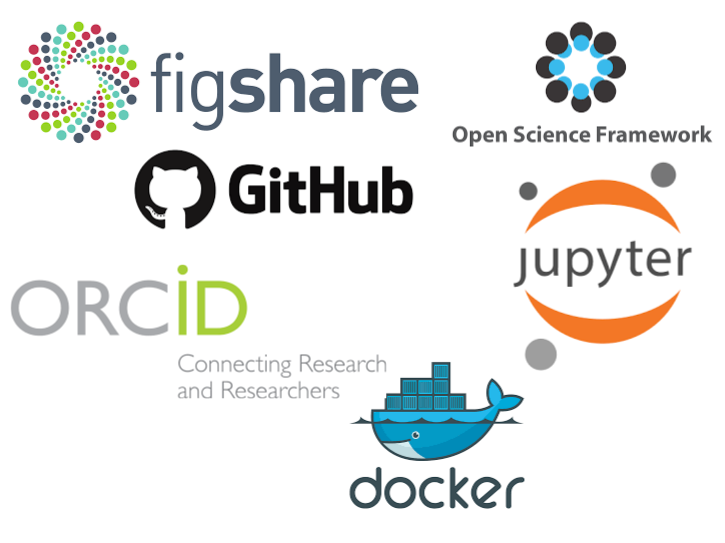 figshare
Open Science Framework
GitHub
jupyter
ORCiD
Connecting Research
and Researchers
docker